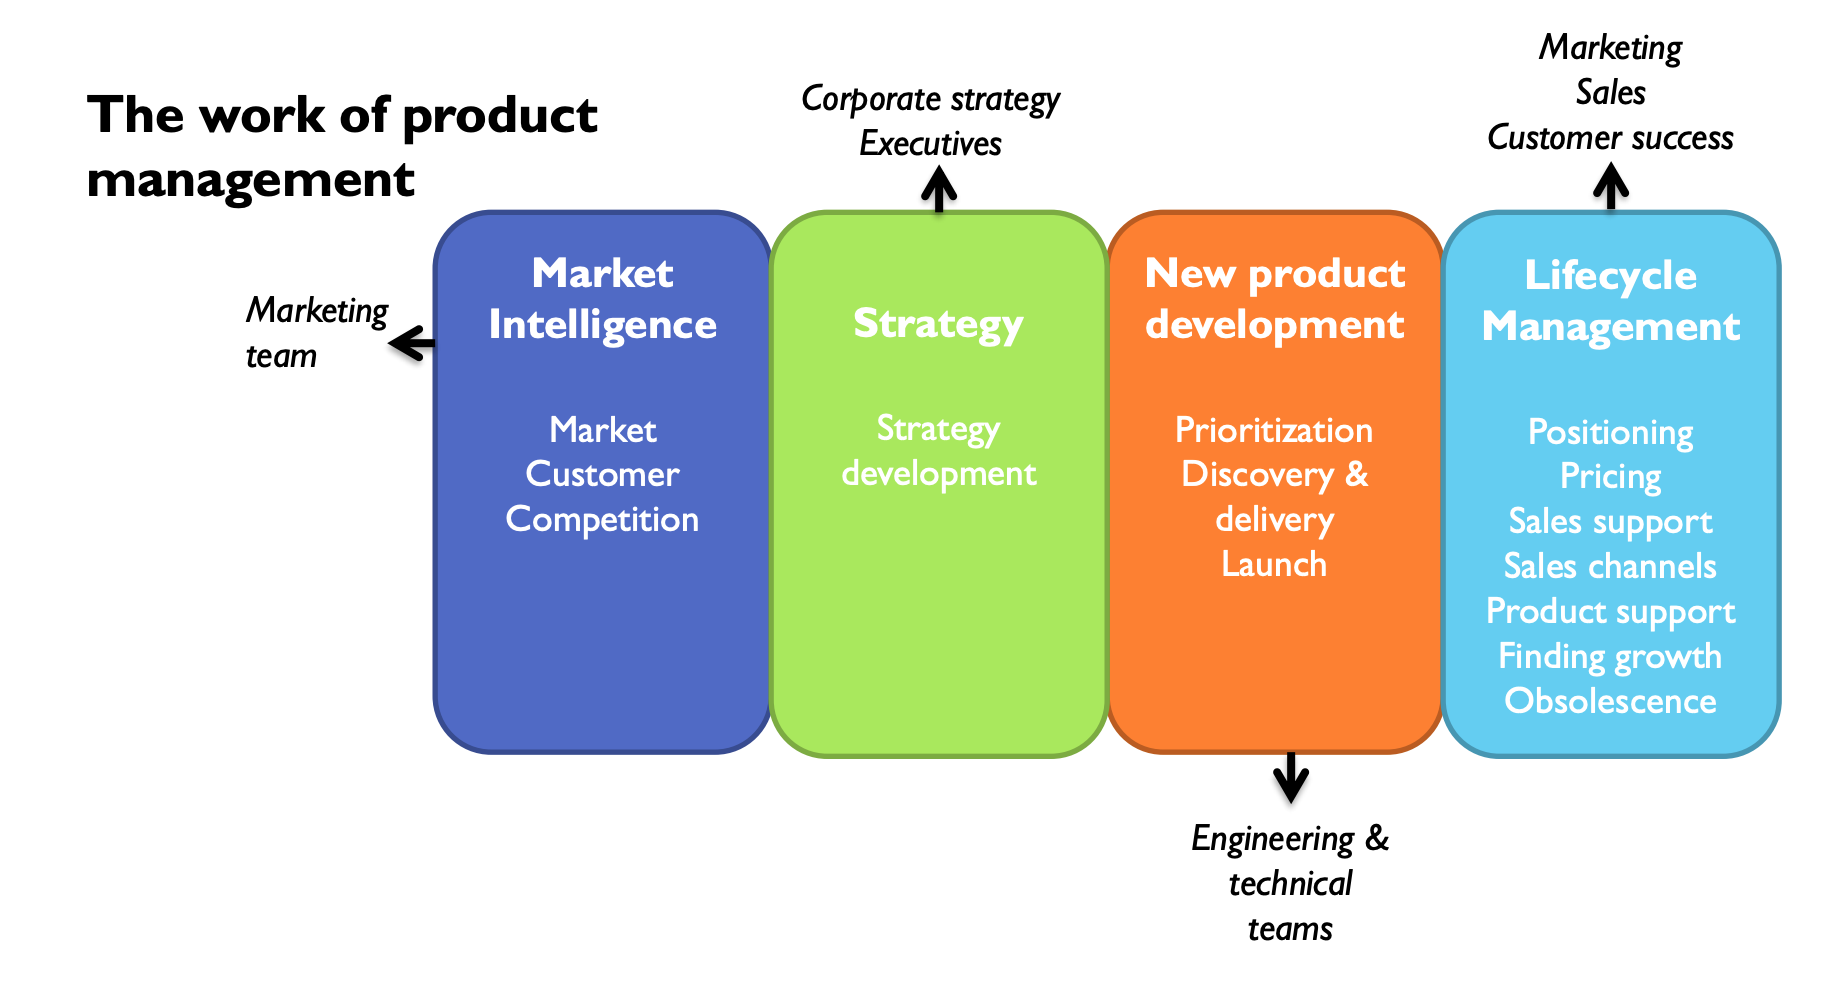 The work of product
management
Marketing
team
Corporate strategy
Executives
Marketing
Sales
Customer success
Market
Intelligence
Market
Customer
Competition
Strategy
Strategy
development
New product
development
Prioritization
Discovery &
delivery
Launch
Lifecycle
Management
Positioning
Pricing
Sales support
Sales channels
Product support
Finding growth
Obsolescence
Engineering &
technical
teams